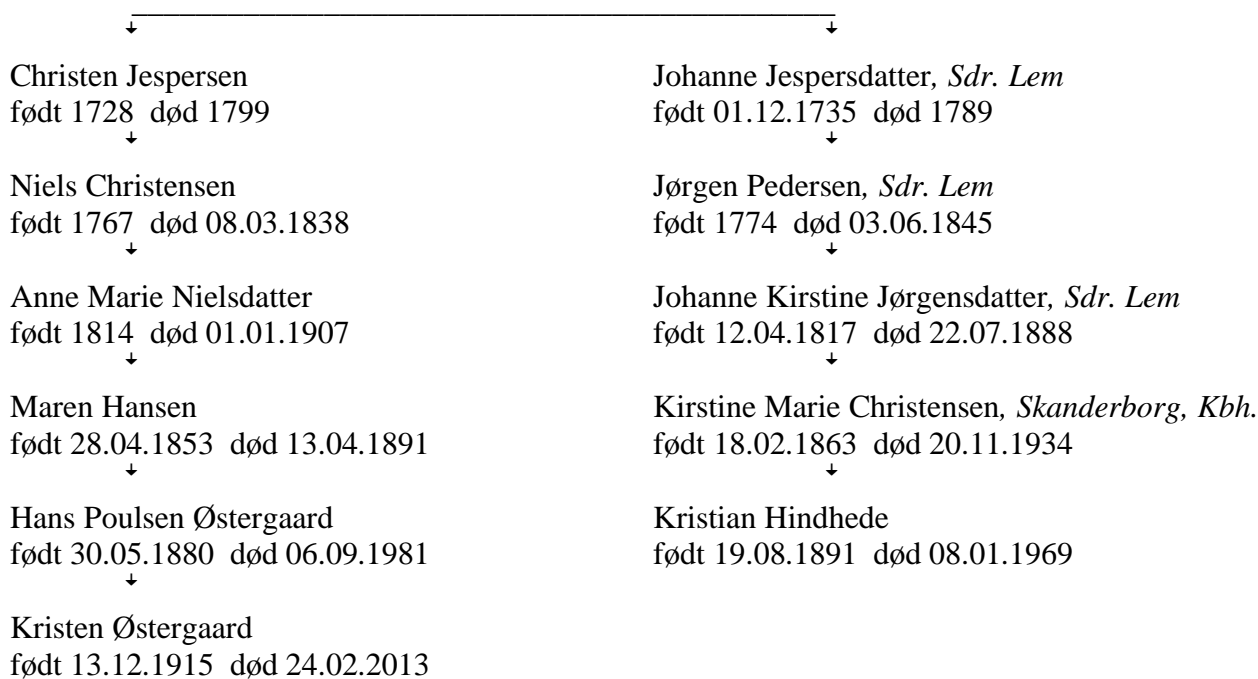 Christen Jespersen
født 1728 død 1799
Niels Christensen
født 1767 død 08.03.1838
Anne Marie Nielsdatter
født 1814 død 01.01.1907
Maren Hansen
født 28.04.1853 død 13.04.1891
Hans Poulsen Østergaard
født 30.05.1880 død 06.09.1981
Kristen Østergaard
født 13.12.1915 død 24.02.2013
Johanne Jespersdatter, Sdr. Lem
født 01.12.1735 død 1789
Jørgen Pedersen, Sdr. Lem
født 1774 død 03.06.1845
Johanne Kirstine Jørgensdatter, Sdr. Lem
født 12.04.1817 død 22.07.1888
Kirstine Marie Christensen, Skanderborg, Kbh.
født 18.02.1863 død 20.11.1934
Kristian Hindhede
født 19.08.1891 død 08.01.1969